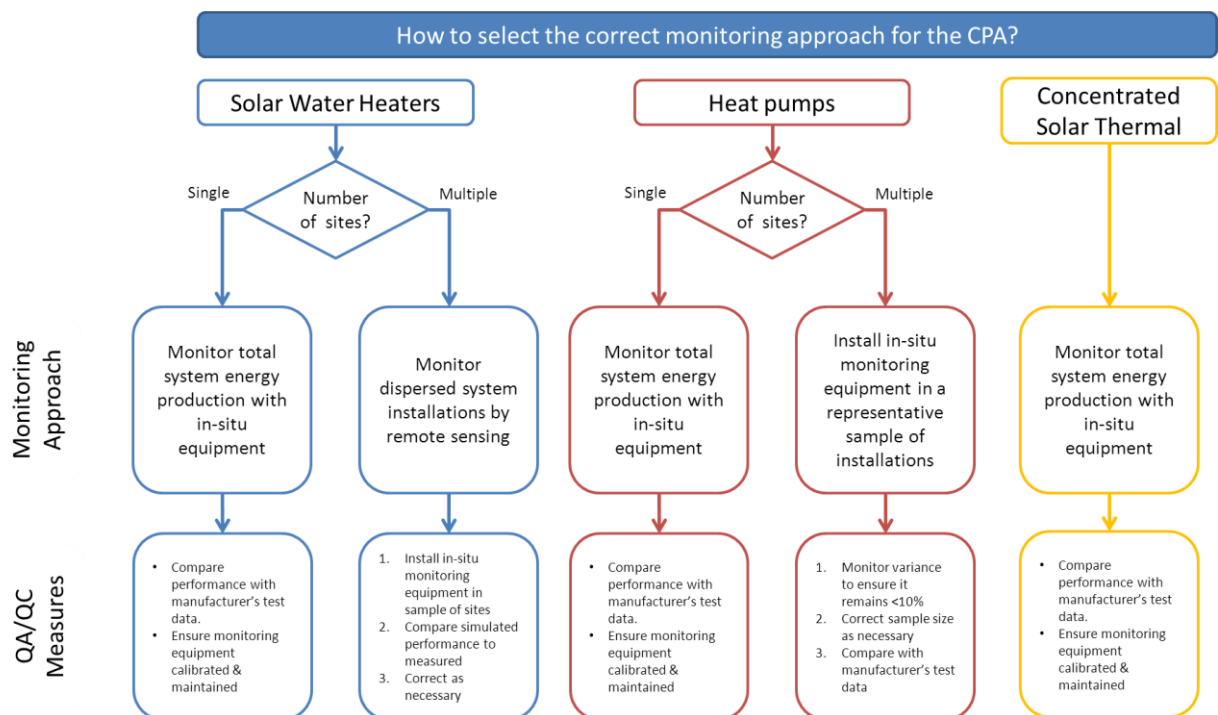 How to select the correct monitoring approach for the CPA?
Solar Water Heaters
Heat pumps
Concentrated
Solar Thermal
Single
Number
of sites?
Multiple
Single
Number
of sites?
Multiple
Monitoring
Approach
Monitor total
system energy
production with
in-situ
equipment
Monitor
dispersed system
installations by
remote sensing
Monitor total
system energy
production with
in-situ
equipment
Install in-situ
monitoring
equipment in a
representative
sample of
installations
Monitor total
system energy
production with
in-situ
equipment
QA/QC
Measures
• Compare
performance with
manufacturer's test
data.
• Ensure monitoring
equipment
calibrated &
maintained
1. Install in-situ
monitoring
equipment in
sample of sites
2. Compare simulated
performance to
measured
3. Correct as
necessary
• Compare
performance with
manufacturer's test
data.
• Ensure monitoring
equipment
calibrated &
maintained
1. Monitor variance
to ensure it
remains <10%
2. Correct sample size
as necessary
3. Compare with
manufacturer's test
data
• Compare
performance with
manufacturer's test
data.
• Ensure monitoring
equipment
calibrated &
maintained